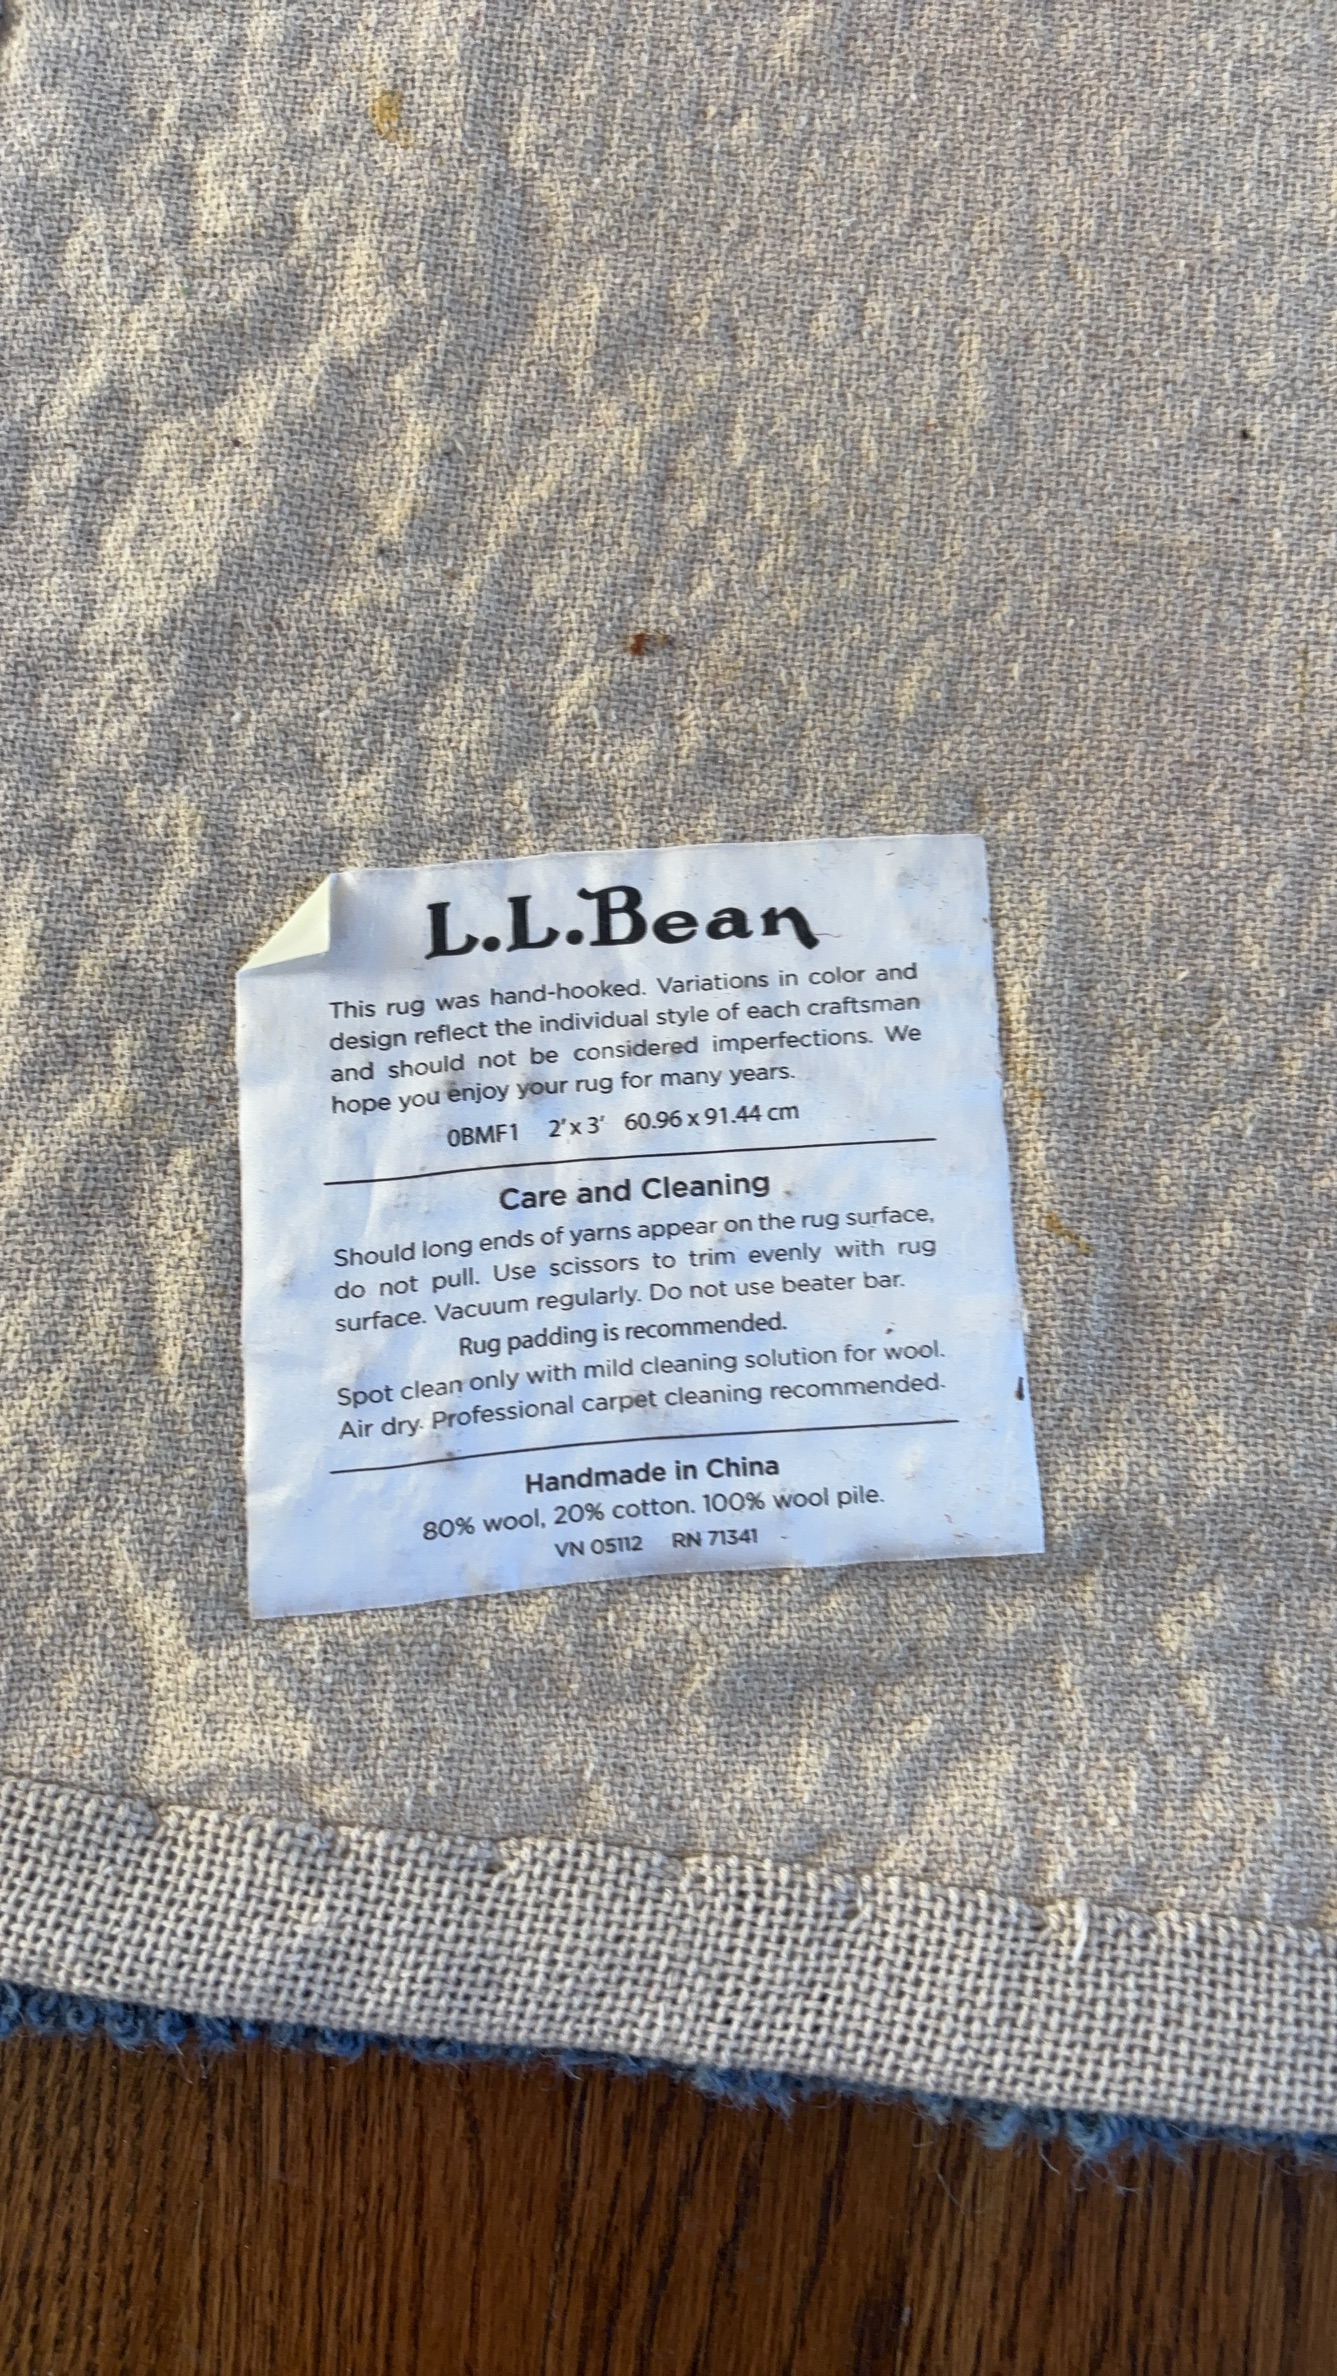 L.L.Bean
This rug was hand-hooked. Variations in color and
design reflect the individual style of each craftsman
and should not be considered imperfections. We
hope you enjoy your rug for many years.
0BMF1 2'x 3' 60.96 x 91.44 cm
Care and Cleaning
Should long ends of yarns appear on the rug surface,
do not pull. Use scissors to trim evenly with rug
surface. Vacuum regularly. Do not use beater bar.
Rug padding is recommended.
Spot clean only with mild cleaning solution for wool.
Air dry. Professional carpet cleaning recommended.
Handmade in China
80% wool, 20% cotton. 100% wool pile.
VN 05112 RN 71341